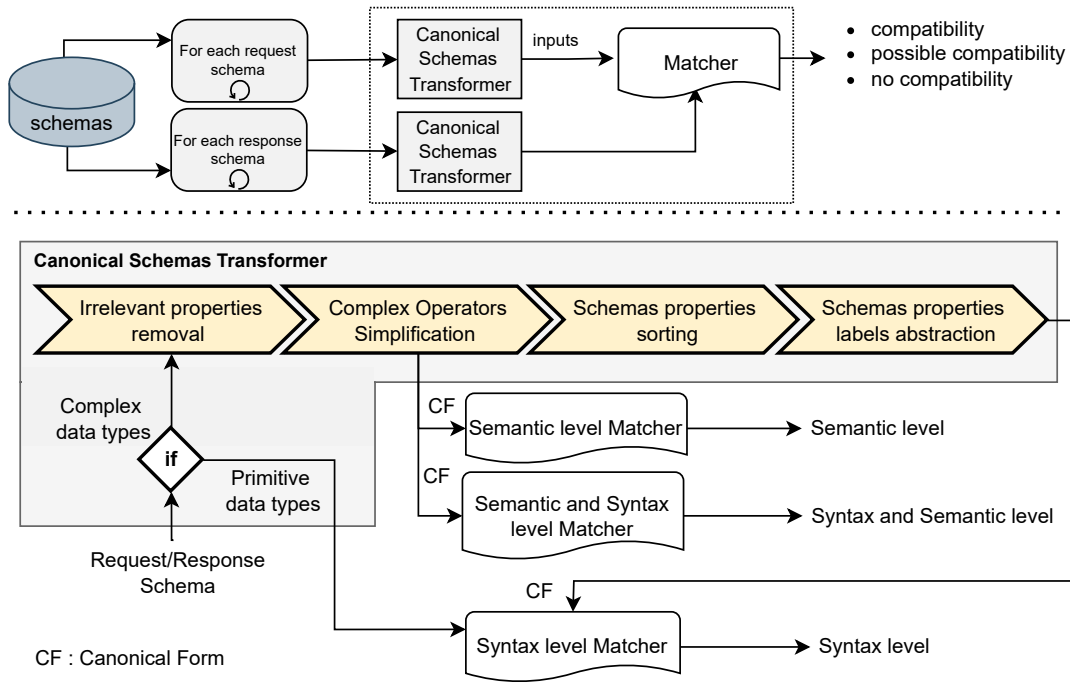 schemas
For each request
schema
For each response
schema
Canonical
Schemas
Transformer
inputs
Matcher
Canonical
Schemas
Transformer
• compatibility
• possible compatibility
• no compatibility
Canonical Schemas Transformer
Irrelevant properties
removal
Complex Operators
Simplification
Schemas properties
sorting
Schemas properties
labels abstraction
Complex
data types
if
Primitive
data types
Request/Response
Schema
CF
Semantic level Matcher
Semantic level
CF
Semantic and Syntax
level Matcher
Syntax and Semantic level
CF
Syntax level Matcher
Syntax level
CF : Canonical Form